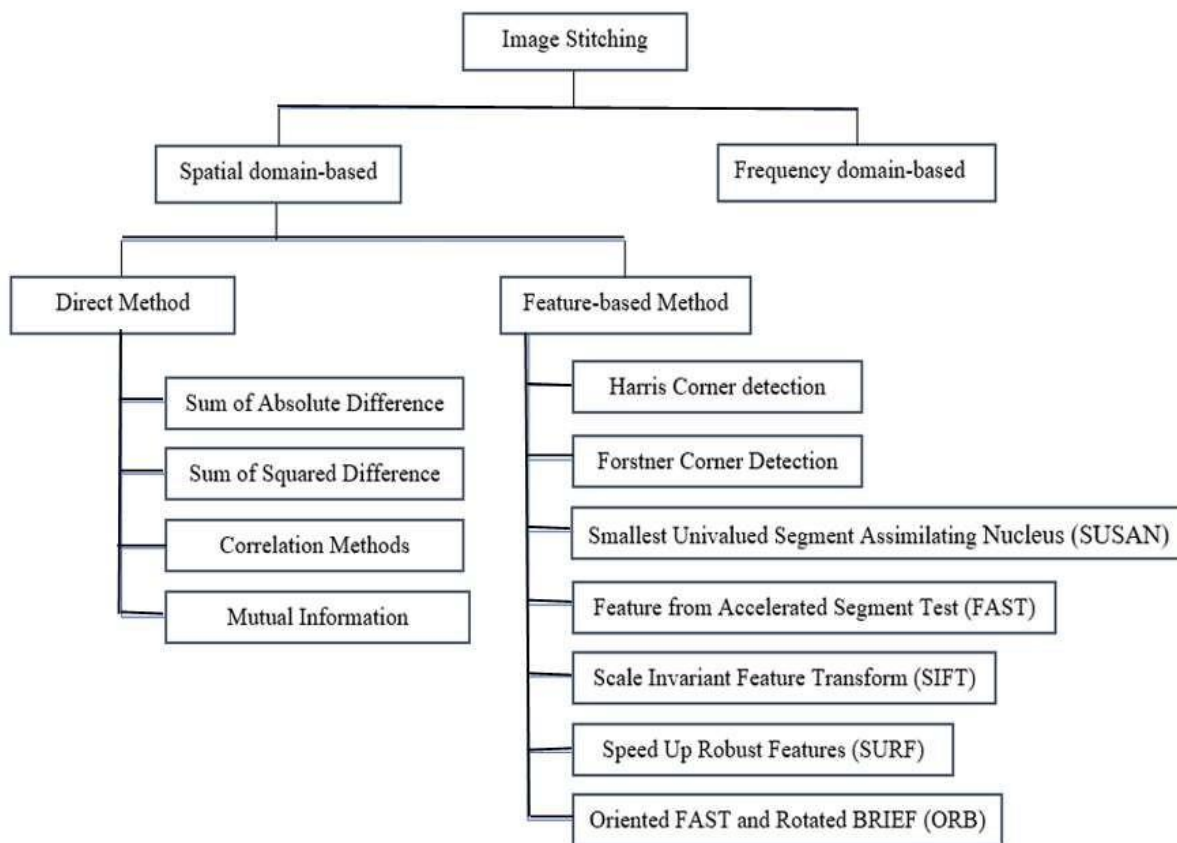 Image Stitching
Spatial domain-based
Frequency domain-based
Direct Method
Feature-based Method
Sum of Absolute Difference
Sum of Squared Difference
Correlation Methods
Mutual Information
Harris Corner detection
Forstner Corner Detection
Smallest Univalued Segment Assimilating Nucleus (SUSAN)
Feature from Accelerated Segment Test (FAST)
Scale Invariant Feature Transform (SIFT)
Speed Up Robust Features (SURF)
Oriented FAST and Rotated BRIEF (ORB)